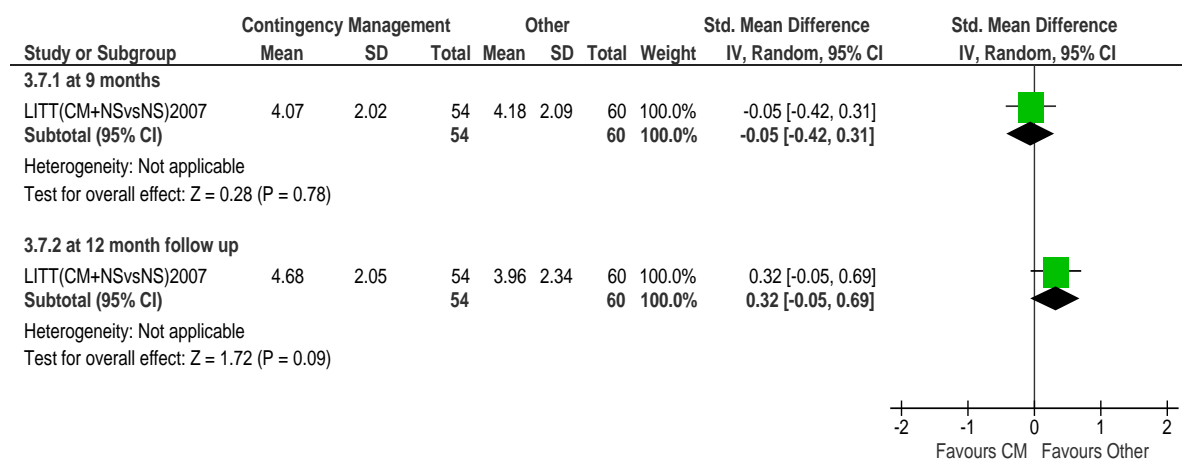 Contingency Management Other Std. Mean Difference Std. Mean Difference
Study or Subgroup Mean SD Total Mean SD Total Weight IV, Random, 95% CI IV, Random, 95% CI
3.7.1 at 9 months
LITT(CM+NSvsNS)2007 4.07 2.02 54 4.18 2.09 60 100.0% -0.05 [-0.42, 0.31]
Subtotal (95% CI) 54 60 100.0% -0.05 [-0.42, 0.31]
Heterogeneity: Not applicable
Test for overall effect: Z = 0.28 (P = 0.78)
3.7.2 at 12 month follow up
LITT(CM+NSvsNS)2007 4.68 2.05 54 3.96 2.34 60 100.0% 0.32 [-0.05, 0.69]
Subtotal (95% CI) 54 60 100.0% 0.32 [-0.05, 0.69]
Heterogeneity: Not applicable
Test for overall effect: Z = 1.72 (P = 0.09)
-2 -1 0 1 2
Favours CM Favours Other